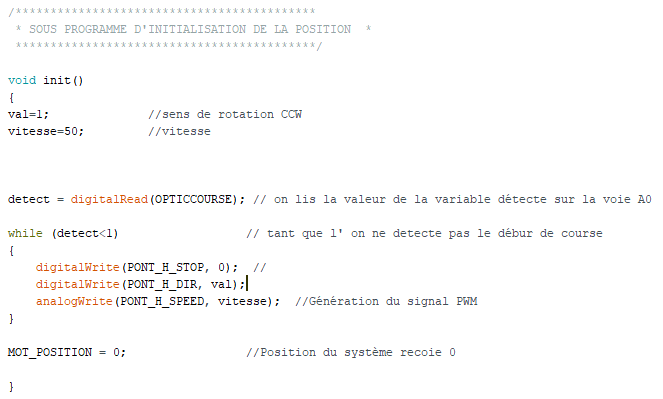 /*******************************************
* SOUS PROGRAMME D'INITIALISATION DE LA POSITION *
*******************************************/
void init()
{
val=1; //sens de rotation CCW
vitesse=50; //vitesse
detect = digitalRead(OPTICCOURSE); // on lis la valeur de la variable détecte sur la voie A0
while (detect<1) // tant que l' on ne detecte pas le débur de course
{
digitalWrite(PONT_H_STOP, 0); //
digitalWrite(PONT_H_DIR, val);
analogWrite(PONT_H_SPEED, vitesse); //Génération du signal PWM
}
MOT_POSITION = 0; //Position du système recoie 0
}